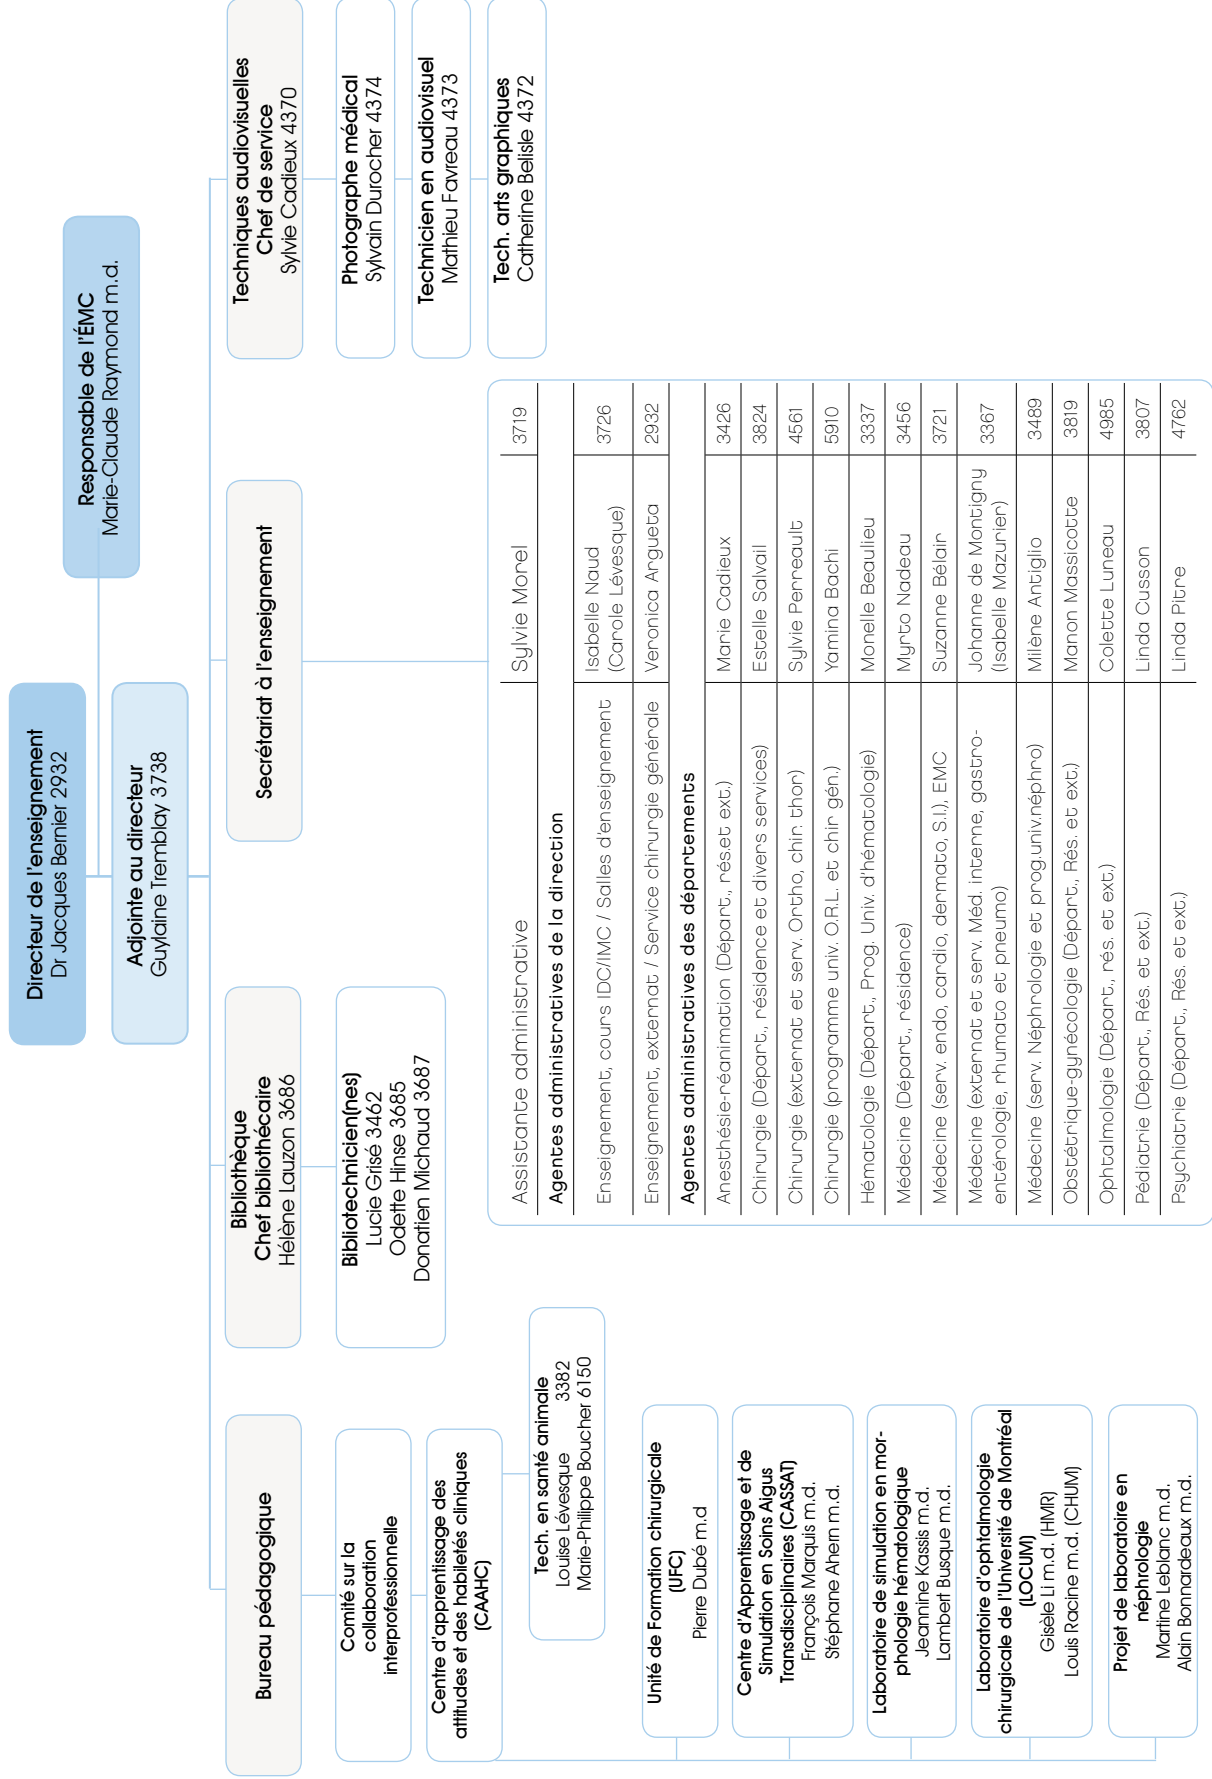 Directeur de l'enseignement
Dr Jacques Bernier 2932
Responsable de l'ÉMC
Marie-Claude Raymond m.d.
Adjointe au directeur
Guylaine Tremblay 3738
Bureau pédagogique
Comité sur la
collaboration
interprofessionnelle
Centre d'apprentissage des
attitudes et des habiletés cliniques
(CAAHC)
Tech. en santé animale
Louise Lévesque 3382
Marie-Philippe Boucher 6150
Unité de Formation chirurgicale
(UFC)
Pierre Dubé m.d
Centre d'Apprentissage et de
Simulation en Soins Aigus
Transdisciplinaires (CASSAT)
François Marquis m.d.
Stéphane Ahern m.d.
Laboratoire de simulation en mor-
phologie hématologique
Jeannine Kassis m.d.
Lambert Busque m.d.
Laboratoire d'ophtalmologie
chirurgicale de l'Université de Montréal
(LOCUM)
Gisèle Li m.d. (HMR)
Louis Racine m.d. (CHUM)
Projet de laboratoire en
néphrologie
Martine Leblanc m.d.
Alain Bonnardeaux m.d.
Bibliothèque
Chef bibliothécaire
Hélène Lauzon 3686
Bibliotechnicien(nes)
Lucie Grisé 3462
Odette Hinse 3685
Donatien Michaud 3687
Secrétariat à l'enseignement
Assistante administrative Sylvie Morel 3719
Agentes administratives de la direction
Enseignement, cours IDC/IMC / Salles d'enseignement Isabelle Naud 3726
(Carole Lévesque)
Enseignement, externat / Service chirurgie générale Veronica Argueta 2932
Agentes administratives des départements
Anesthésie-réanimation (Départ., rés.et ext.) Marie Cadieux 3426
Chirurgie (Départ., résidence et divers services) Estelle Salvail 3824
Chirurgie (externat et serv. Ortho, chir. thor) Sylvie Perreault 4561
Chirurgie (programme univ. O.R.L. et chir gén.) Yamina Bachi 5910
Hématologie (Départ., Prog. Univ. d'hématologie) Monelle Beaulieu 3337
Médecine (Départ., résidence) Myrto Nadeau 3456
Médecine (serv. endo, cardio, dermato, S.I.), EMC Suzanne Bélair 3721
Médecine (externat et serv. Méd. interne, gastro- Johanne de Montigny 3367
entérologie, rhumato et pneumo) (Isabelle Mazurier)
Médecine (serv. Néphrologie et prog.univ.néphro) Milène Antiglio 3489
Obstétrique-gynécologie (Départ., Rés. et ext.) Manon Massicotte 3819
Ophtalmologie (Départ., rés. et ext.) Colette Luneau 4985
Pédiatrie (Départ., Rés. et ext.) Linda Cusson 3807
Psychiatrie (Départ., Rés. et ext.) Linda Pitre 4762
Techniques audiovisuelles
Chef de service
Sylvie Cadieux 4370
Photographe médical
Sylvain Durocher 4374
Technicien en audiovisuel
Mathieu Favreau 4373
Tech. arts graphiques
Catherine Belisle 4372